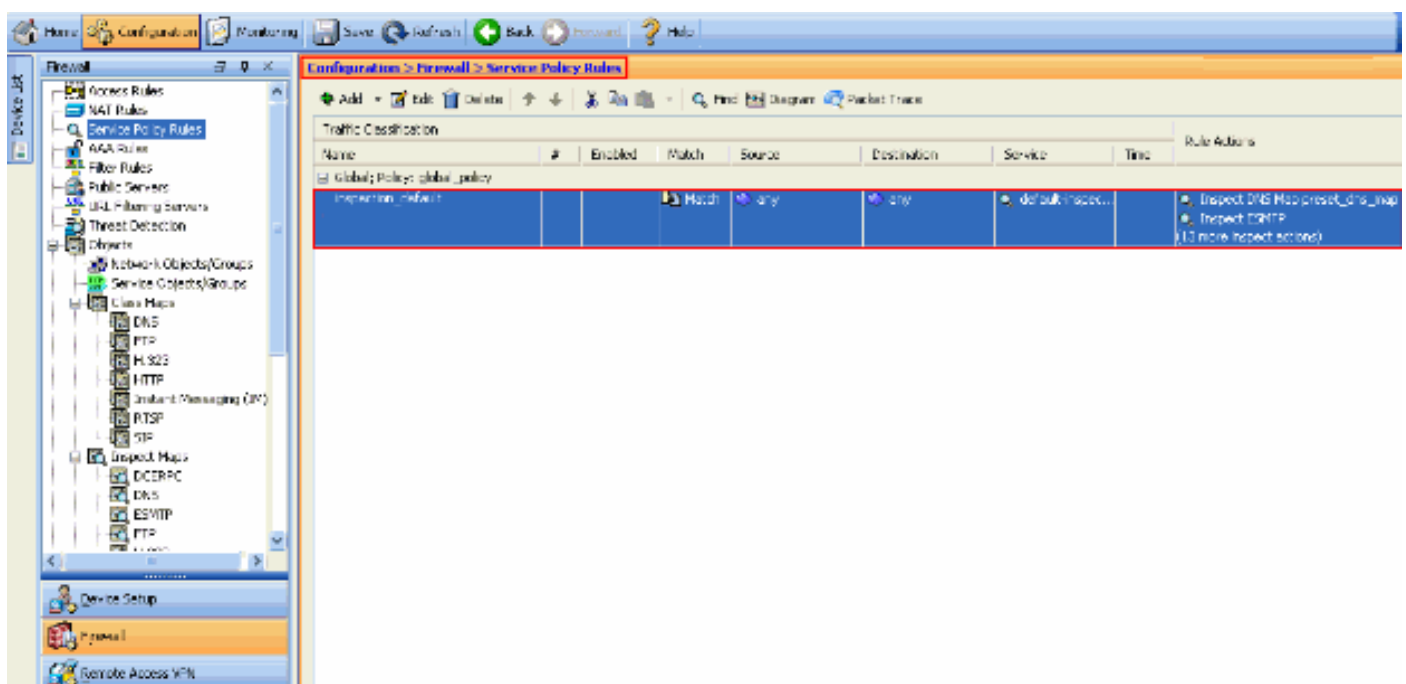 Home Configuration Monitoring Save Refresh Back Forward Help
Device List
Firewall
Access Rules
NAT Rules
Service Policy Rules
AAA Rules
Filter Rules
Public Servers
URL Filtering Servers
Threat Detection
Objects
Network Objects/Groups
Service Objects/Groups
Class Maps
DNS
FTP
H.323
HTTP
Instant Messaging (IM)
RTSP
SIP
Inspect Maps
DCERPC
DNS
ESMTP
FTP
Device Setup
Firewall
Remote Access VPN
Configuration > Firewall > Service Policy Rules
Add Edit Delete Find Diagram Packet Trace
Traffic Classification
Rule Actions
Name # Enabled Match Source Destination Service Time
Global; Policy: global_policy
inspection_default Match any any default-inspec... Inspect DNS Map preset_dns_map
Inspect ESMTP
(13 more inspect actions)